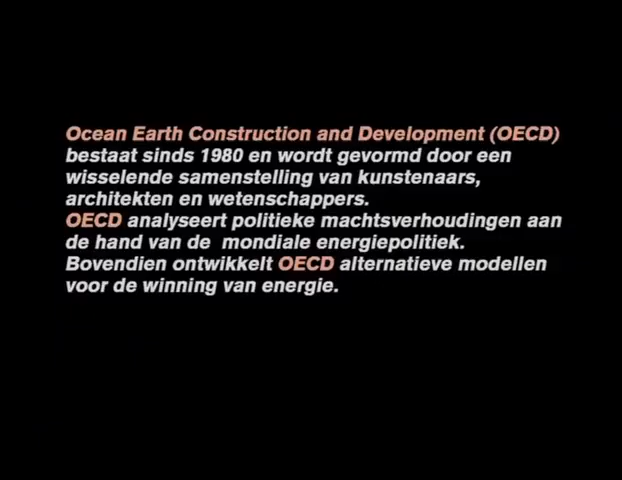 Ocean Earth Construction and Development (OECD)
bestaat sinds 1980 en wordt gevormd door een
wisselende samenstelling van kunstenaars,
architekten en wetenschappers.
OECD analyseert politieke machtsverhoudingen aan
de hand van de  mondiale energiepolitiek.
Bovendien ontwikkelt OECD alternatieve modellen
voor de winning van energie.